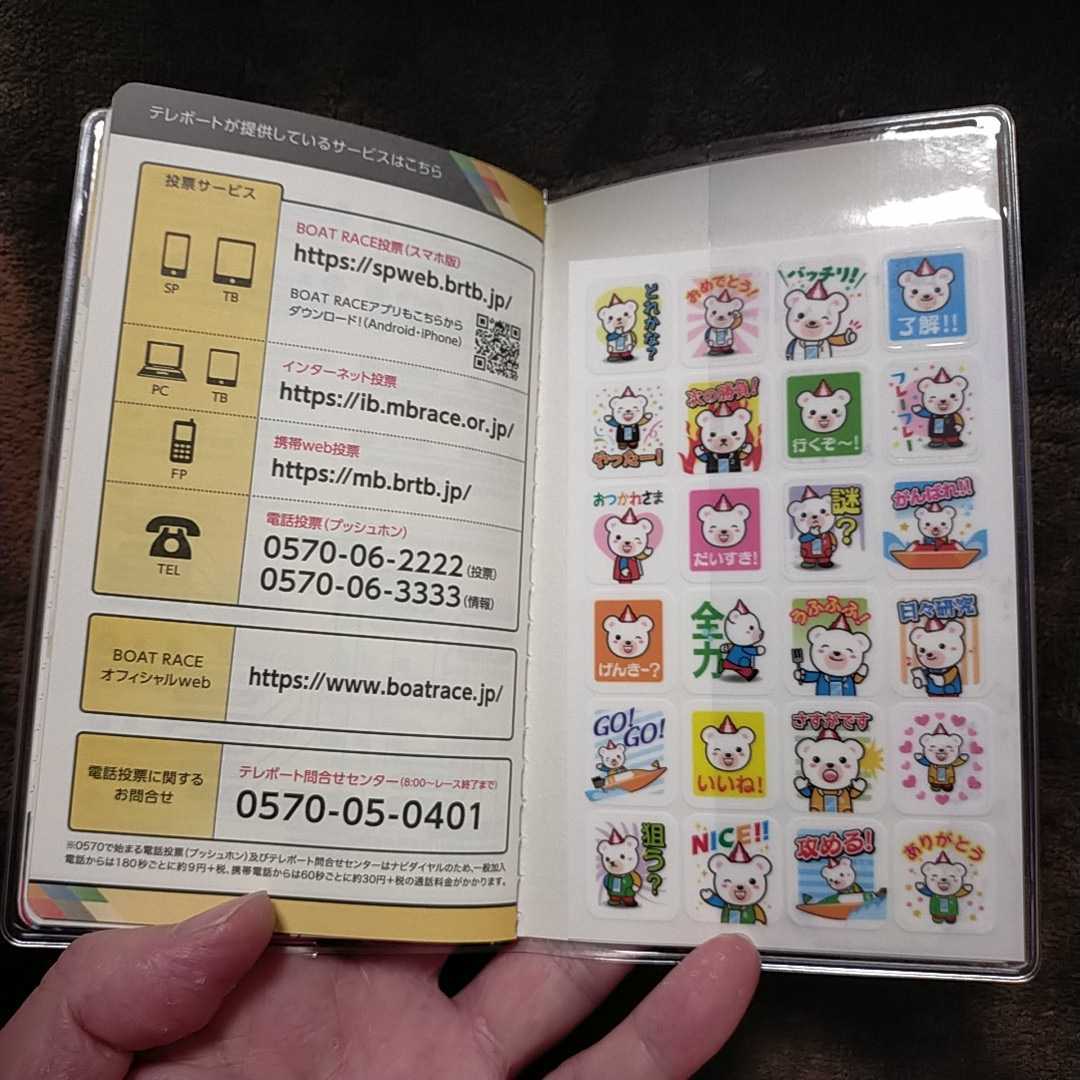 テレボートが提供しているサービスはこちら
投票サービス
SP
TB
BOAT RACE投票(スマホ版)
https://spweb.brtb.jp/
BOAT RACEアプリもこちらから
ダウンロード!(Android・iPhone)
PC
TB
インターネット投票
https://ib.mbrace.or.jp/
FP
携帯web投票
https://mb.brtb.jp/
TEL
電話投票(プッシュホン)
0570-06-2222(投票)
0570-06-3333(情報)
BOAT RACE
オフィシャルweb
https://www.boatrace.jp/
電話投票に関する
お問合せ
テレボート問合せセンター(8:00〜レース終了まで)
0570-05-0401
※0570で始まる電話投票(プッシュホン)及びテレボート問合せセンターはナビダイヤルのため、一般加入
電話からは180秒ごとに約9円+税、携帯電話からは60秒ごとに約30円+税の通話料金がかかります。
どれかな?
おめでとう!
バッチリ!
了解!!
やったー!
次の勝負!
行くぞ〜!
フレーフレー
おつかれさま
だいすき!
謎?
がんばれ!!
げんきー?
全力
うふふふ!
日々研究
GO!
GO!
いいね!
さすがです
狙う?
NICE!!
攻める!
ありがとう